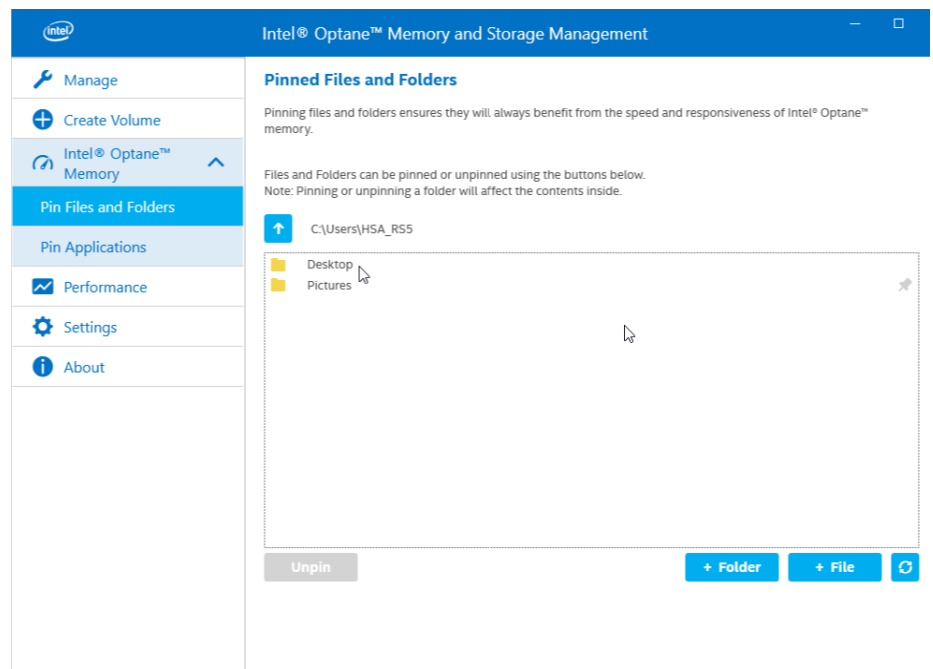 intel
Intel® Optane™ Memory and Storage Management
Manage
Create Volume
Intel® Optane™
Memory
Pin Files and Folders
Pin Applications
Performance
Settings
About
Pinned Files and Folders
Pinning files and folders ensures they will always benefit from the speed and responsiveness of Intel® Optane™
memory.
Files and Folders can be pinned or unpinned using the buttons below.
Note: Pinning or unpinning a folder will affect the contents inside.
C:\Users\HSA_RS5
Desktop
Pictures
Unpin
+ Folder
+ File